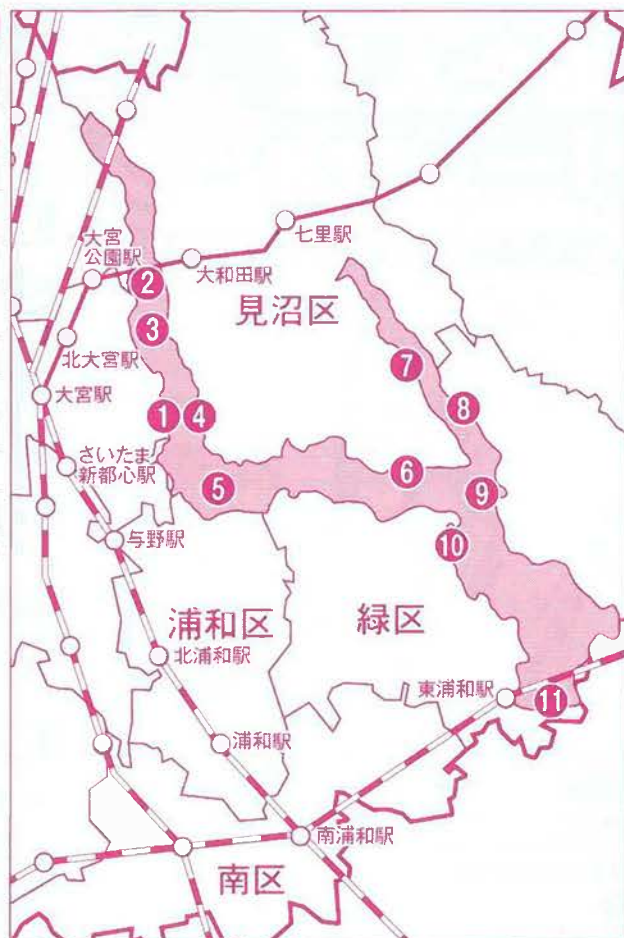 七里駅
大宮
公園駅
大和田駅
2
見沼区
3
北大宮駅
7
大宮駅
1
4
8
さいたま
新都心駅
6
5
9
与野駅
10
浦和区
緑区
北浦和駅
東浦和駅
11
浦和駅
南浦和駅
南区